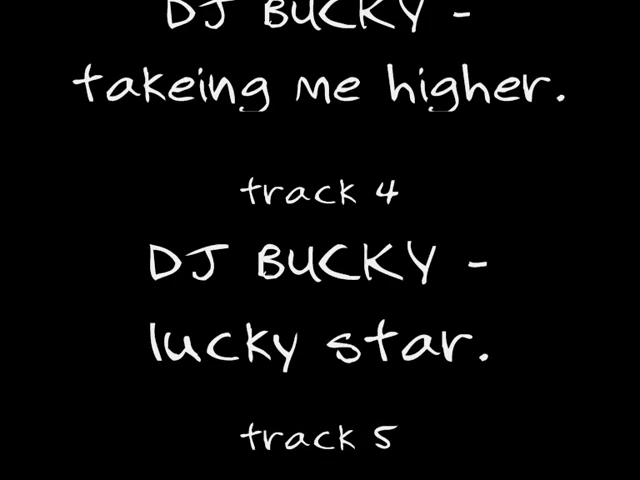 DJ BUCKY -
takeing me higher.
track 4
DJ BUCKY -
lucky star.
track 5